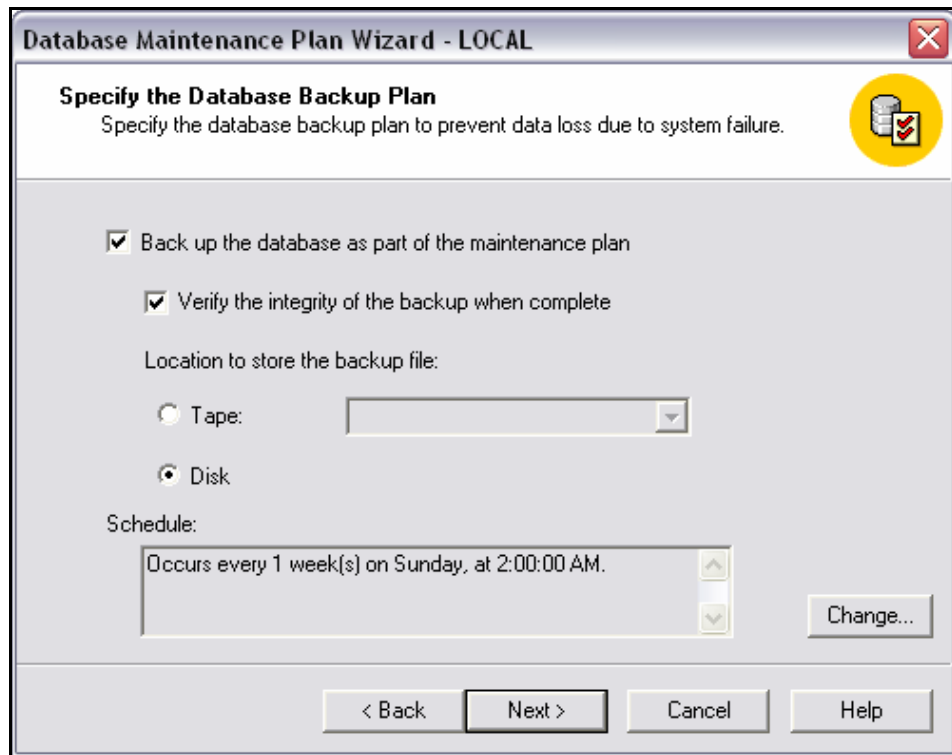 Database Maintenance Plan Wizard - LOCAL
Specify the Database Backup Plan
Specify the database backup plan to prevent data loss due to system failure.
Back up the database as part of the maintenance plan
Verify the integrity of the backup when complete
Location to store the backup file:
Tape:
Disk
Schedule:
Occurs every 1 week(s) on Sunday, at 2:00:00 AM.
Change...
< Back
Next >
Cancel
Help